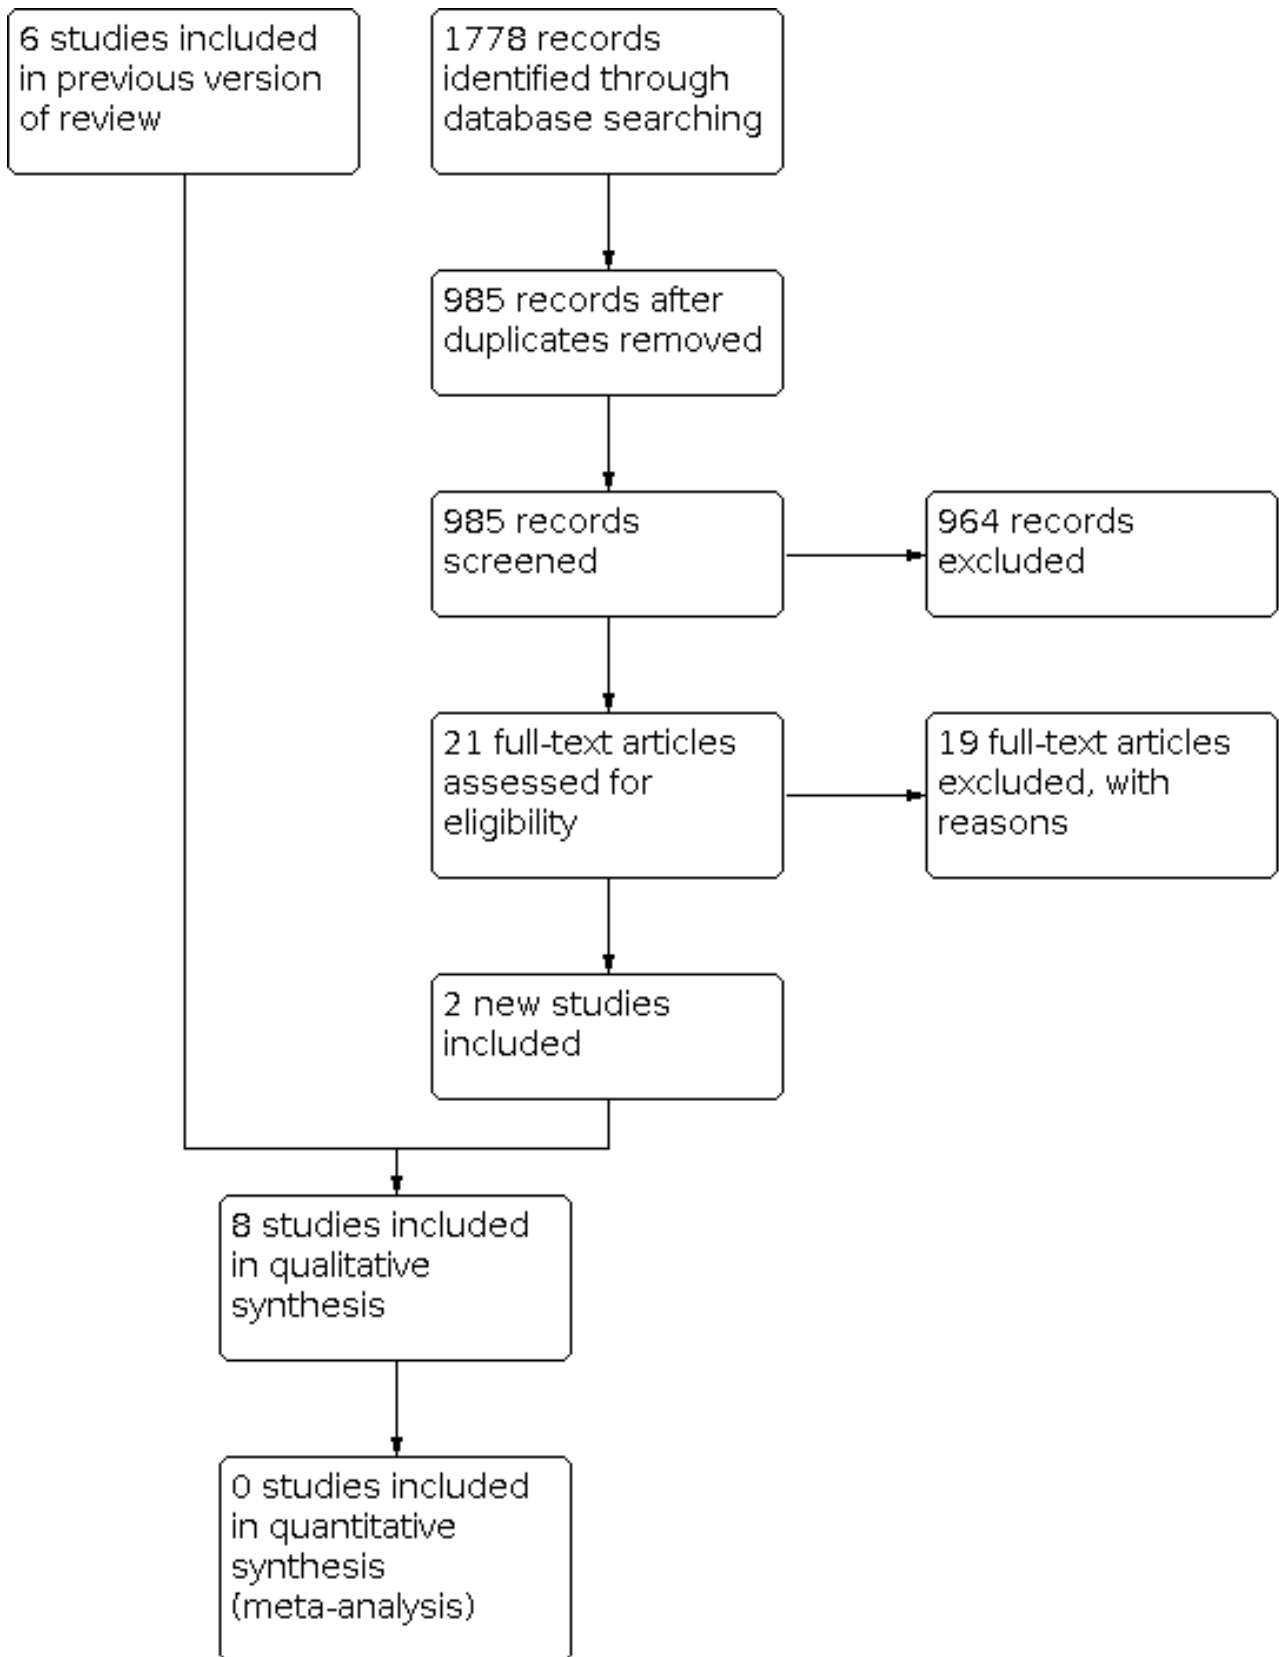 6 studies included
in previous version
of review
1778 records
identified through
database searching
985 records after
duplicates removed
985 records
screened
964 records
excluded
21 full-text articles
assessed for
eligibility
19 full-text articles
excluded, with
reasons
2 new studies
included
8 studies included
in qualitative
synthesis
0 studies included
in quantitative
synthesis
(meta-analysis)